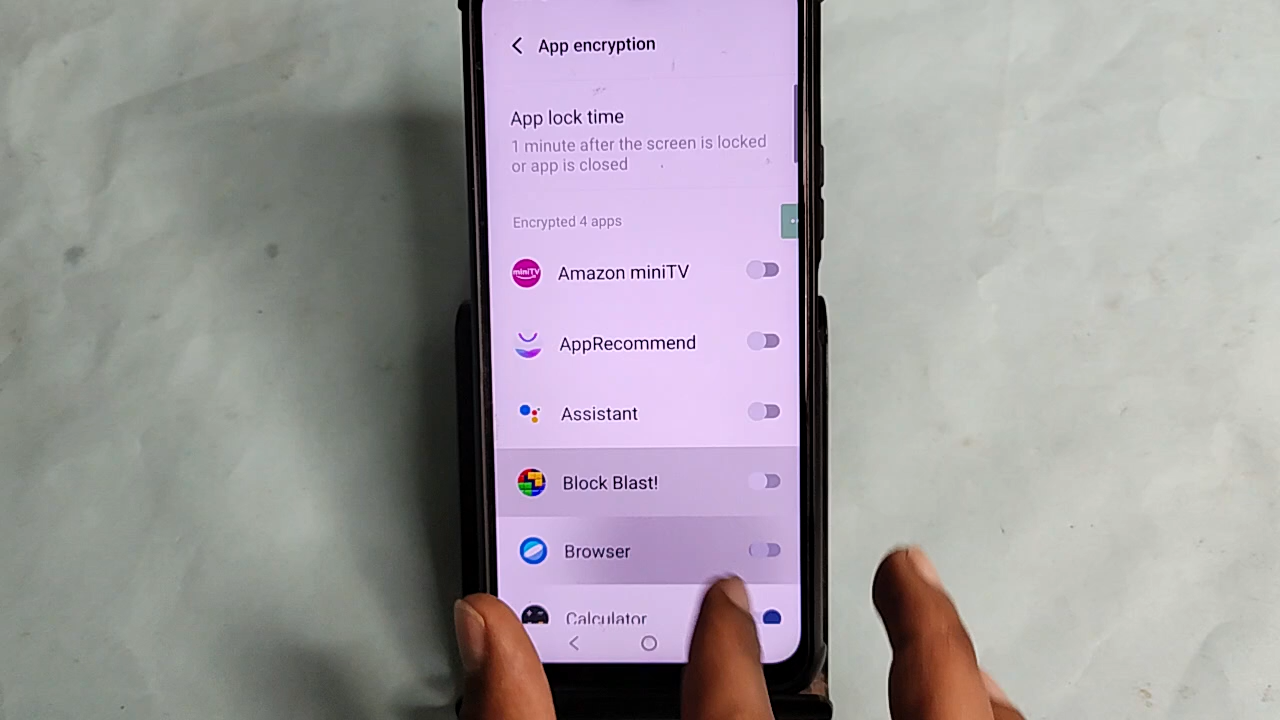 App encryption
App lock time
1 minute after the screen is locked
or app is closed
Encrypted 4 apps
miniTV
Amazon miniTV
AppRecommend
Assistant
Block Blast!
Browser
Calculator